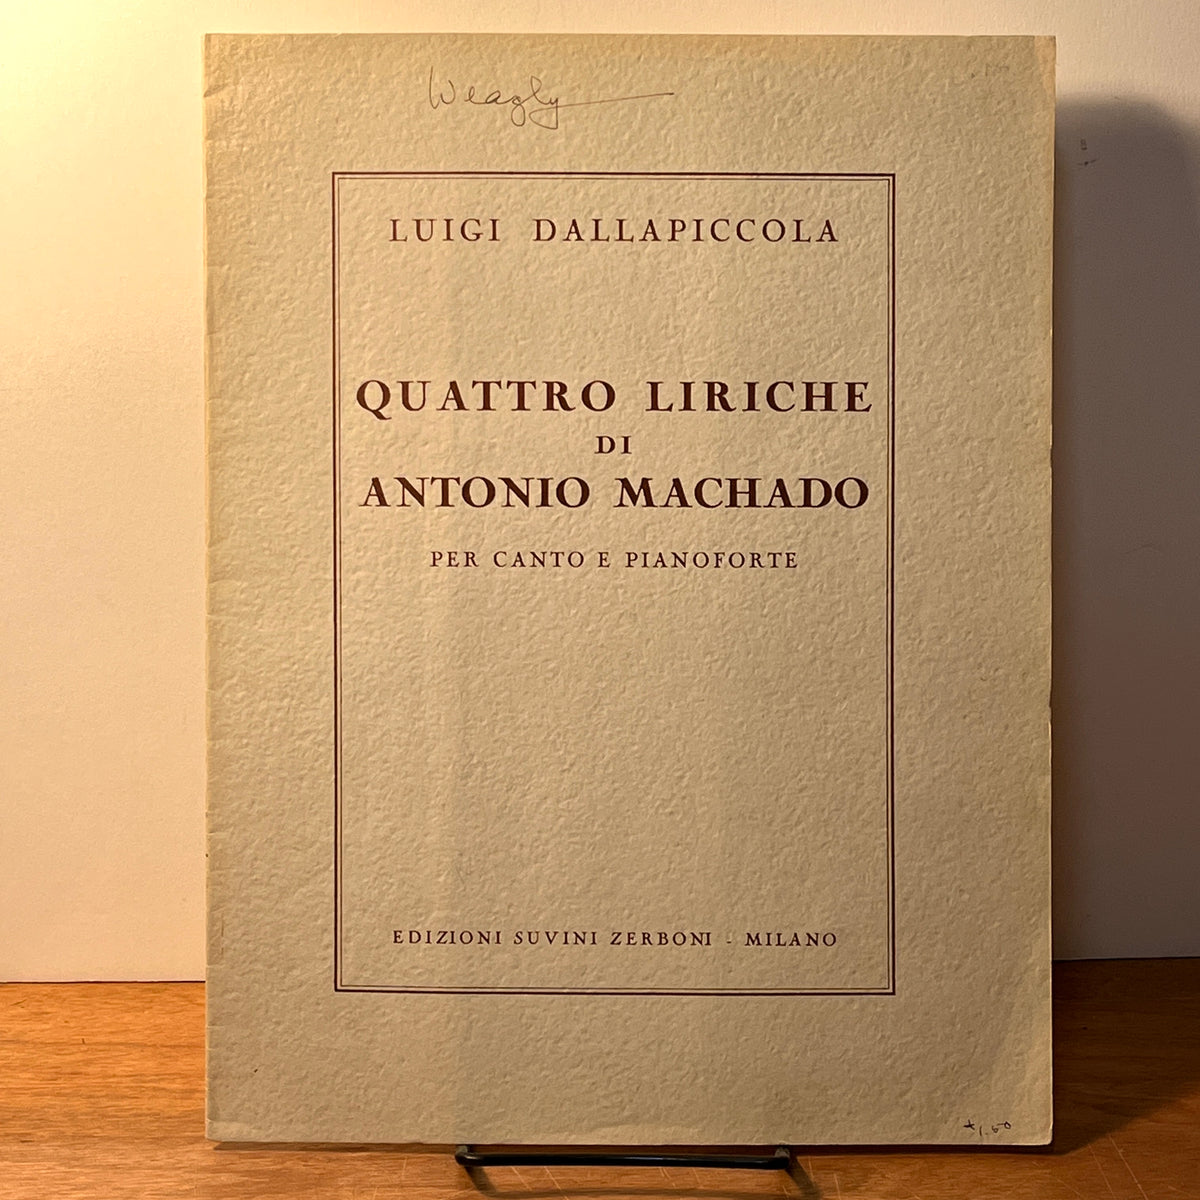 Weagly
LUIGI DALLAPICCOLA
QUATTRO LIRICHE
DI
ANTONIO MACHADO
PER CANTO E PIANOFORTE
EDIZIONI SUVINI ZERBONI - MILANO